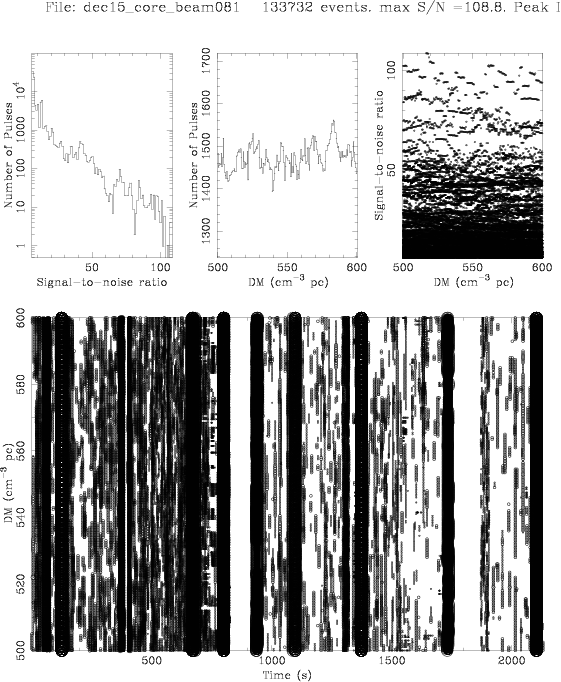 File: dec15_core_beam081    133732 events. max S/N =108.8. Peak
Number of Pulses
1 10 100 1000 10^4
50 100
Signal-to-noise ratio
Number of Pulses
1300 1400 1500 1600 1700
500 550 600
DM (cm^-3 pc)
Signal-to-noise ratio
50 100
500 550 600
DM (cm^-3 pc)
DM (cm^-3 pc)
500 520 540 560 580 600
500 1000 1500 2000
Time (s)